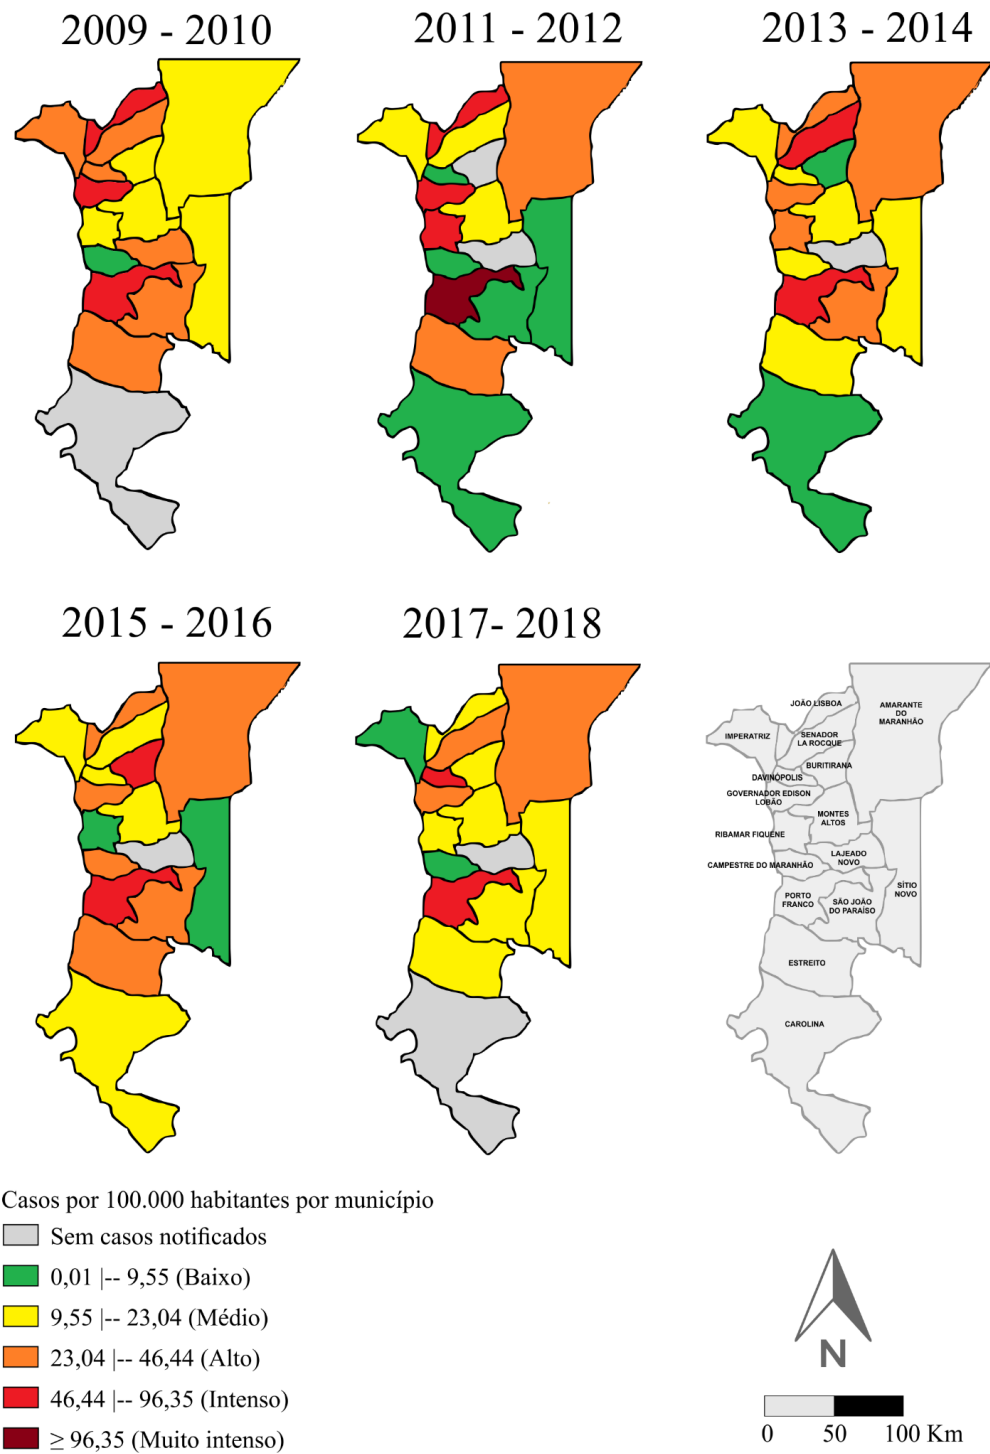 2009 - 2010
2011 - 2012
2013 - 2014
2015 - 2016
2017- 2018
JOÃO LISBOA
AMARANTE
DO
MARANHÃO
IMPERATRIZ
SENADOR
LA ROCQUE
BURITIRANA
DAVINÓPOLIS
GOVERNADOR EDISON
LOBÃO
MONTES
ALTOS
RIBAMAR FIQUENE
LAJEADO
NOVO
CAMPESTRE DO MARANHÃO
SÍTIO
NOVO
PORTO
FRANCO
SÃO JOÃO
DO PARAÍSO
ESTREITO
CAROLINA
Casos por 100.000 habitantes por município
Sem casos notificados
0,01 |-- 9,55 (Baixo)
9,55 |-- 23,04 (Médio)
23,04 |-- 46,44 (Alto)
46,44 |-- 96,35 (Intenso)
≥ 96,35 (Muito intenso)
N
0 50 100 Km